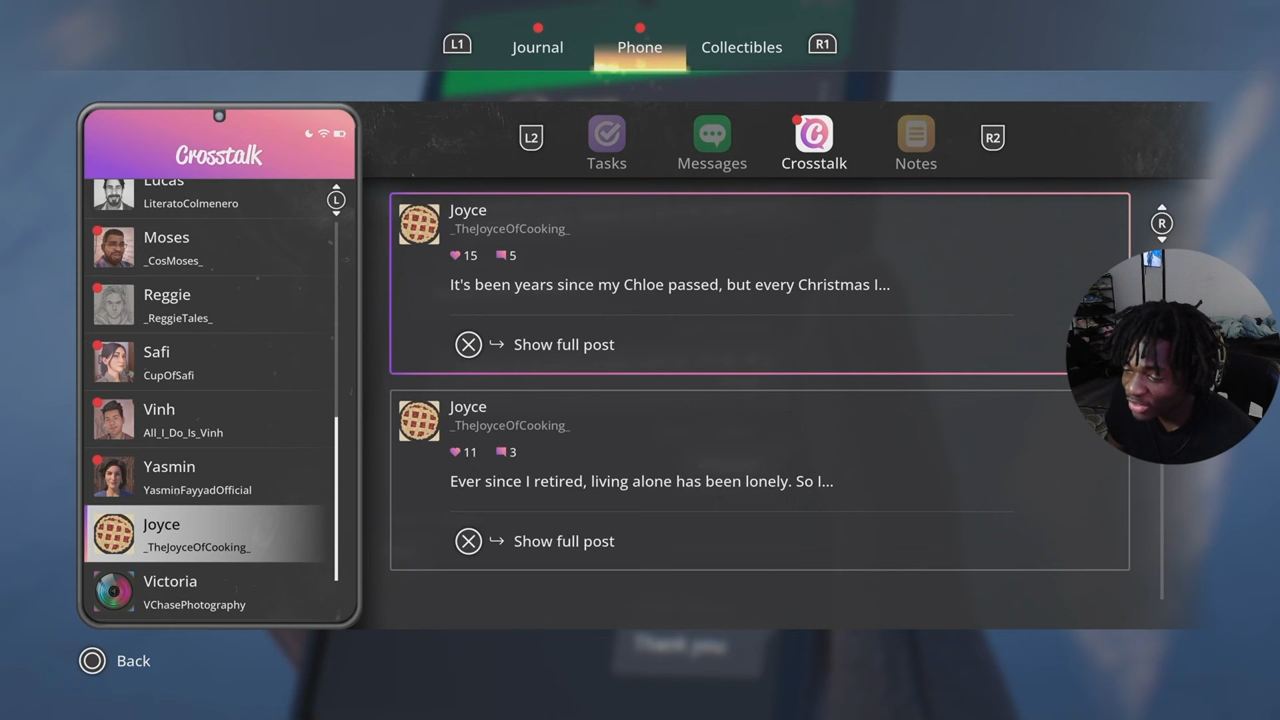 L1
Journal
Phone
Collectibles
R1
Crosstalk
L2
Tasks
Messages
Crosstalk
Notes
R2
Lucas
LiteratoColmenero
L
Moses
_CosMoses_
Reggie
_ReggieTales_
Safi
CupOfSafi
Vinh
All_I_Do_Is_Vinh
Yasmin
YasminFayyadOfficial
Joyce
_TheJoyceOfCooking_
Victoria
VChasePhotography
Joyce
_TheJoyceOfCooking_
15 5
It's been years since my Chloe passed, but every Christmas I...
Show full post
R
Joyce
_TheJoyceOfCooking_
11 3
Ever since I retired, living alone has been lonely. So I...
Show full post
Back
Thank you